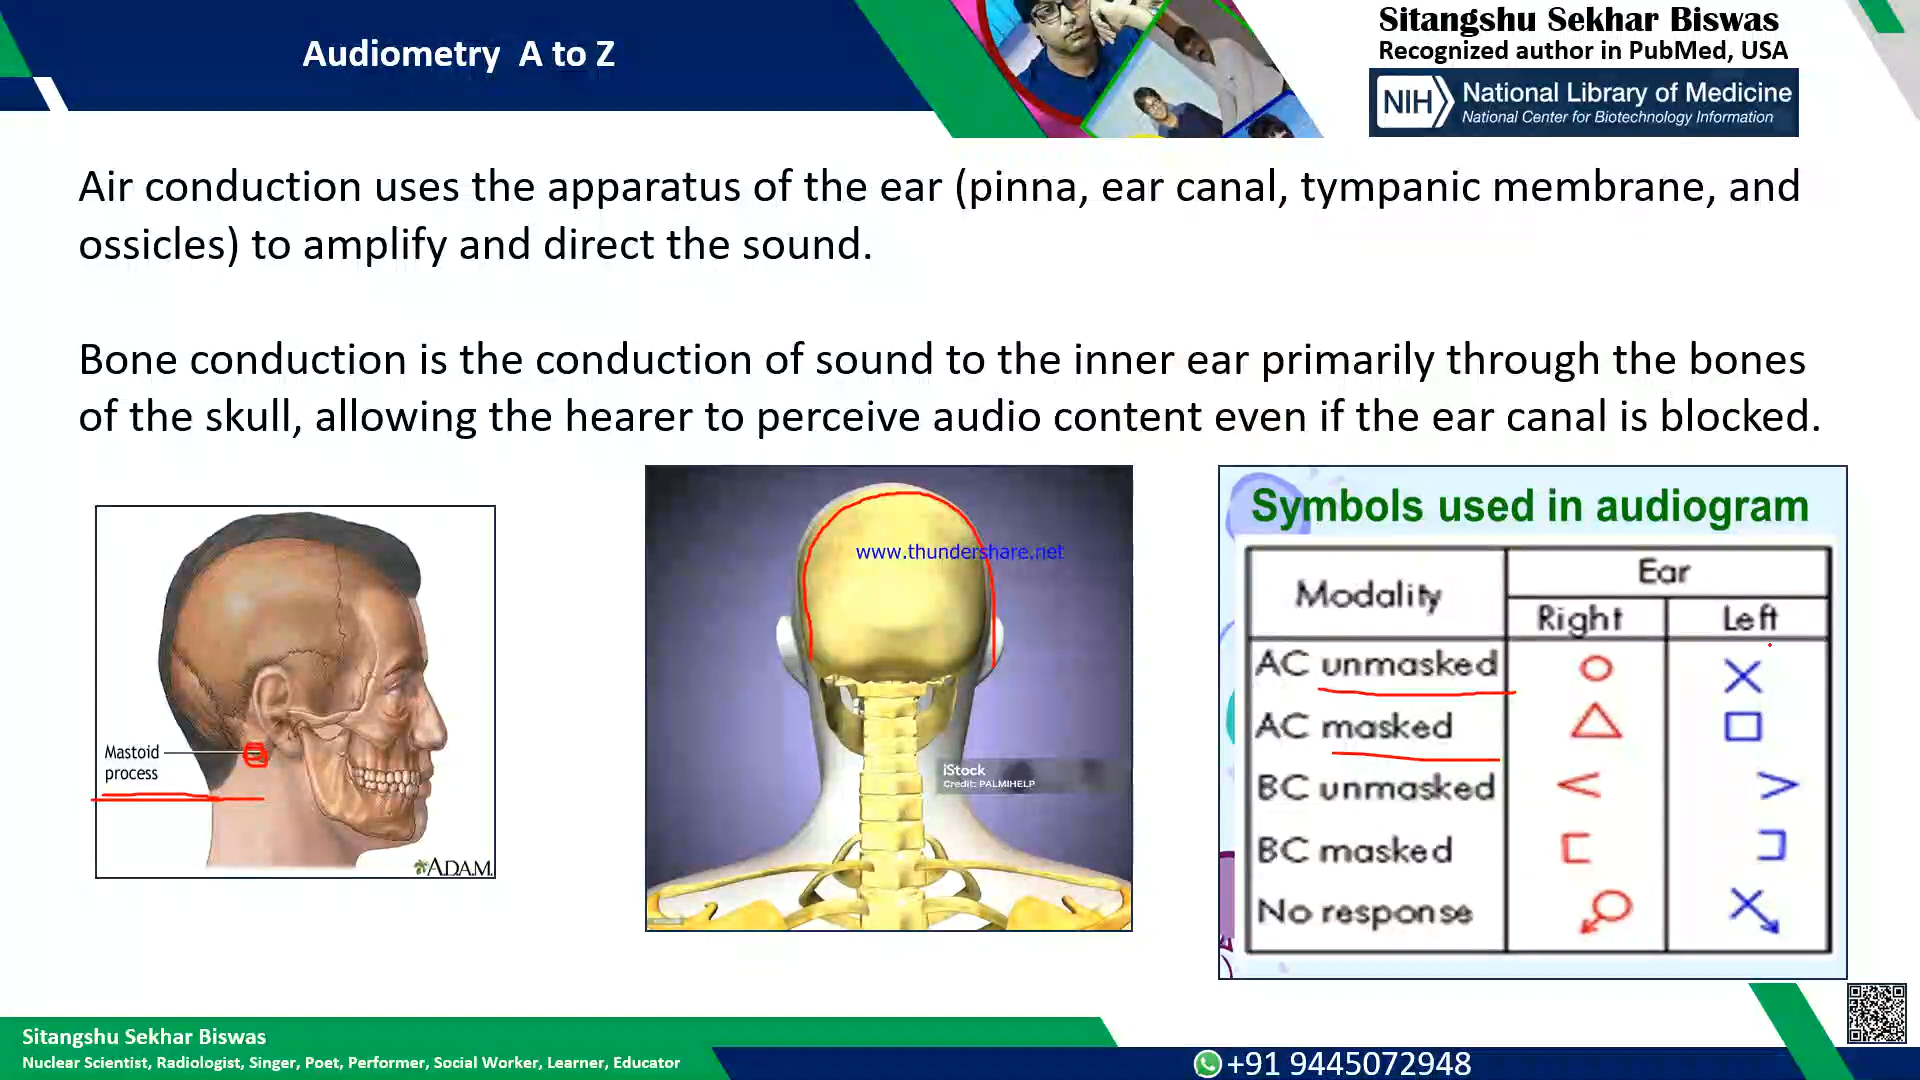 Audiometry A to Z
Sitangshu Sekhar Biswas
Recognized author in PubMed, USA
NIH National Library of Medicine
National Center for Biotechnology Information
Air conduction uses the apparatus of the ear (pinna, ear canal, tympanic membrane, and
ossicles) to amplify and direct the sound.
Bone conduction is the conduction of sound to the inner ear primarily through the bones
of the skull, allowing the hearer to perceive audio content even if the ear canal is blocked.
Mastoid
process
A.D.A.M.
www.thundershare.net
iStock
Credit: PALMIHELP
Symbols used in audiogram
Modality
Ear
Right Left
AC unmasked
AC masked
BC unmasked < >
BC masked
No response
Sitangshu Sekhar Biswas
Nuclear Scientist, Radiologist, Singer, Poet, Performer, Social Worker, Learner, Educator
+91 9445072948